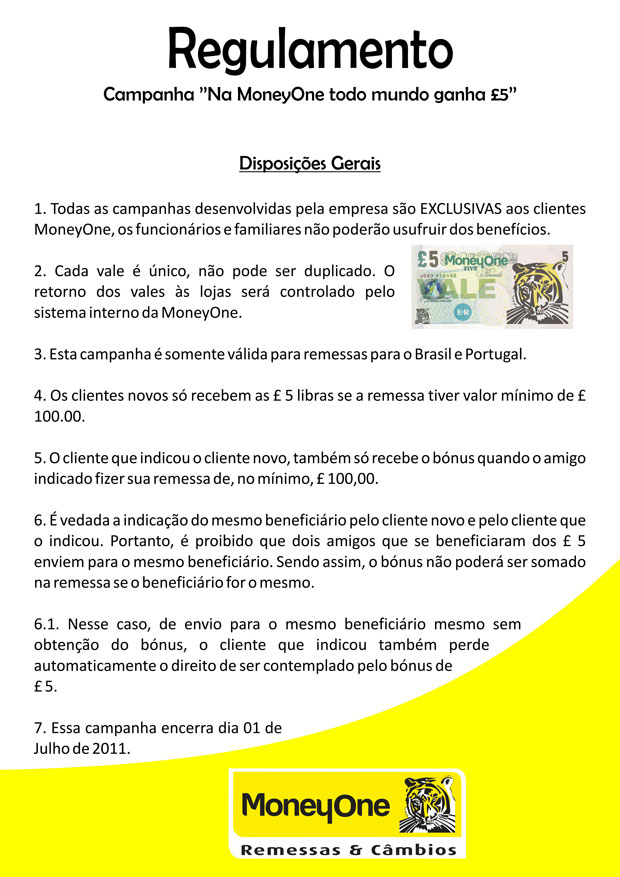 Regulamento
Campanha ”Na MoneyOne todo mundo ganha £5”
Disposições Gerais
1. Todas as campanhas desenvolvidas pela empresa são EXCLUSIVAS aos clientes
MoneyOne, os funcionários e familiares não poderão usufruir dos benefícios.
2. Cada vale é único, não pode ser duplicado. O
retorno dos vales às lojas será controlado pelo
sistema interno da MoneyOne.
£5 MoneyOne 5
FIVE
VALE
E·R
3. Esta campanha é somente válida para remessas para o Brasil e Portugal.
4. Os clientes novos só recebem as £ 5 libras se a remessa tiver valor mínimo de £
100.00.
5. O cliente que indicou o cliente novo, também só recebe o bónus quando o amigo
indicado fizer sua remessa de, no mínimo, £ 100,00.
6. É vedada a indicação do mesmo beneficiário pelo cliente novo e pelo cliente que
o indicou. Portanto, é proibido que dois amigos que se beneficiaram dos £ 5
enviem para o mesmo beneficiário. Sendo assim, o bónus não poderá ser somado
na remessa se o beneficiário for o mesmo.
6.1. Nesse caso, de envio para o mesmo beneficiário mesmo sem
obtenção do bónus, o cliente que indicou também perde
automaticamente o direito de ser contemplado pelo bónus de
£ 5.
7. Essa campanha encerra dia 01 de
Julho de 2011.
MoneyOne
Remessas & Câmbios